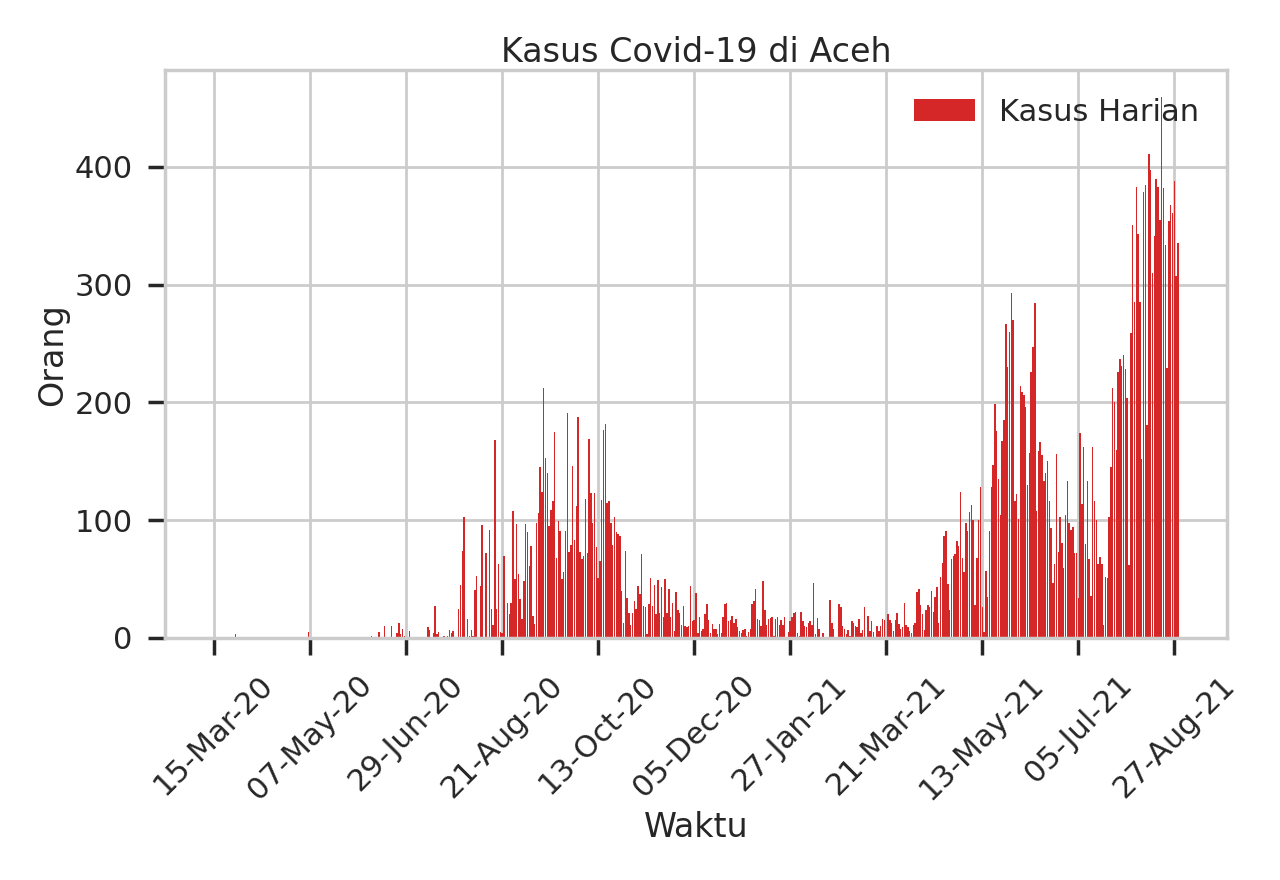 Kasus Covid-19 di Aceh
Kasus Harian
Orang
400
300
200
100
0
15-Mar-20
07-May-20
29-Jun-20
21-Aug-20
13-Oct-20
05-Dec-20
27-Jan-21
21-Mar-21
13-May-21
05-Jul-21
27-Aug-21
Waktu